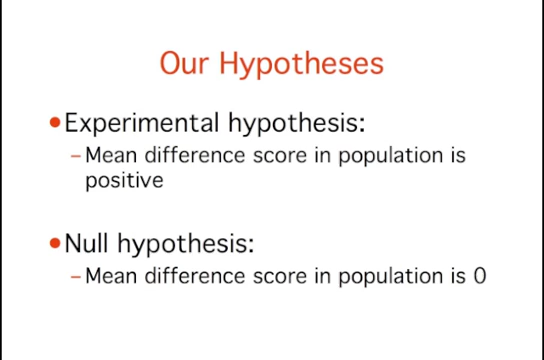 Our Hypotheses
•Experimental hypothesis:
–Mean difference score in population is
positive
•Null hypothesis:
–Mean difference score in population is 0